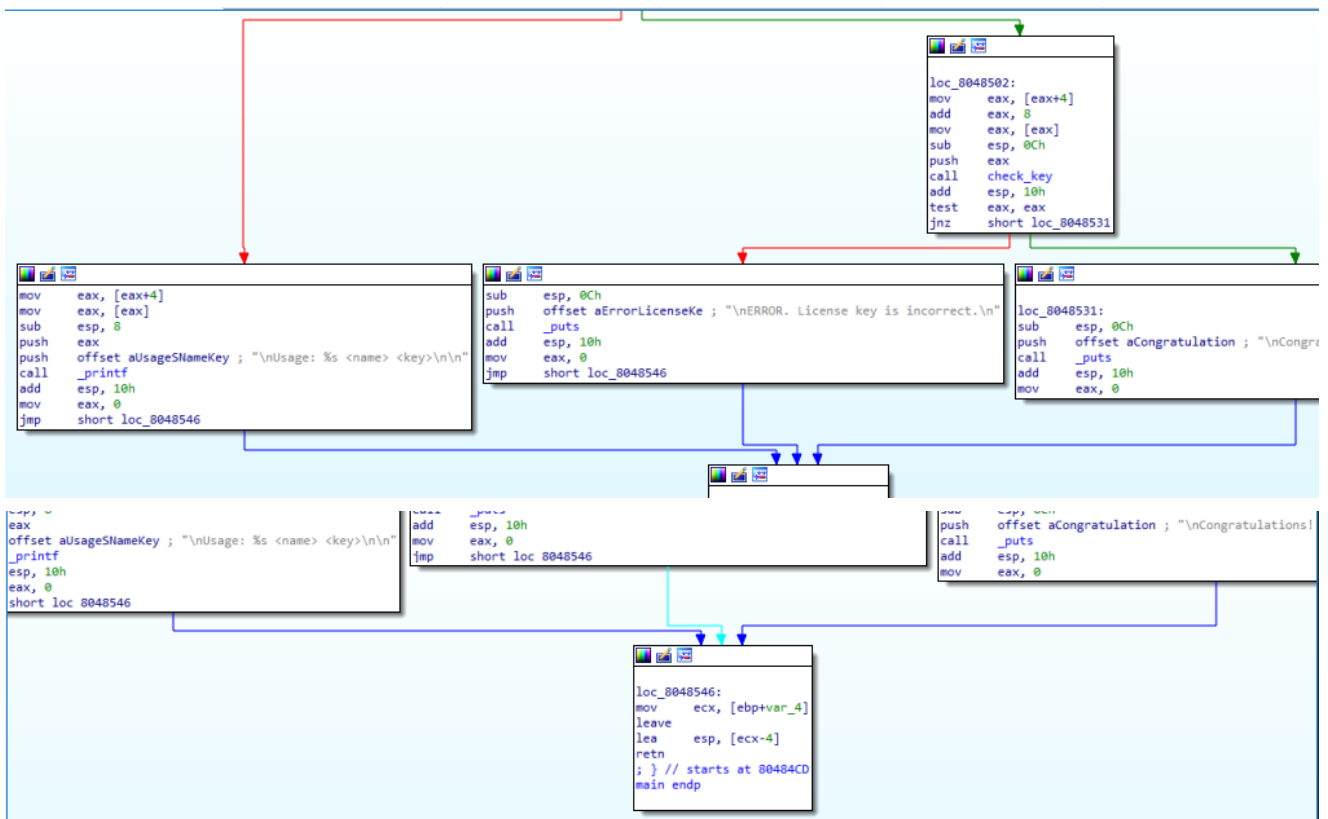 loc_8048502:
mov eax, [eax+4]
add eax, 8
mov eax, [eax]
sub esp, 0Ch
push eax
call check_key
add esp, 10h
test eax, eax
jnz short loc_8048531
mov eax, [eax+4]
mov eax, [eax]
sub esp, 8
push eax
push offset aUsageSNameKey ; "\nUsage: %s <name> <key>\n\n"
call _printf
add esp, 10h
mov eax, 0
jmp short loc_8048546
sub esp, 0Ch
push offset aErrorLicenseKe ; "\nERROR. License key is incorrect.\n"
call _puts
add esp, 10h
mov eax, 0
jmp short loc_8048546
loc_8048531:
sub esp, 0Ch
push offset aCongratulation ; "\nCongra
call _puts
add esp, 10h
mov eax, 0
eax
offset aUsageSNameKey ; "\nUsage: %s <name> <key>\n\n"
_printf
esp, 10h
eax, 0
short loc 8048546
call _puts
add esp, 10h
mov eax, 0
jmp short loc 8048546
push offset aCongratulation ; "\nCongratulations!
call _puts
add esp, 10h
mov eax, 0
loc_8048546:
mov ecx, [ebp+var_4]
leave
lea esp, [ecx-4]
retn
; } // starts at 80484CD
main endp